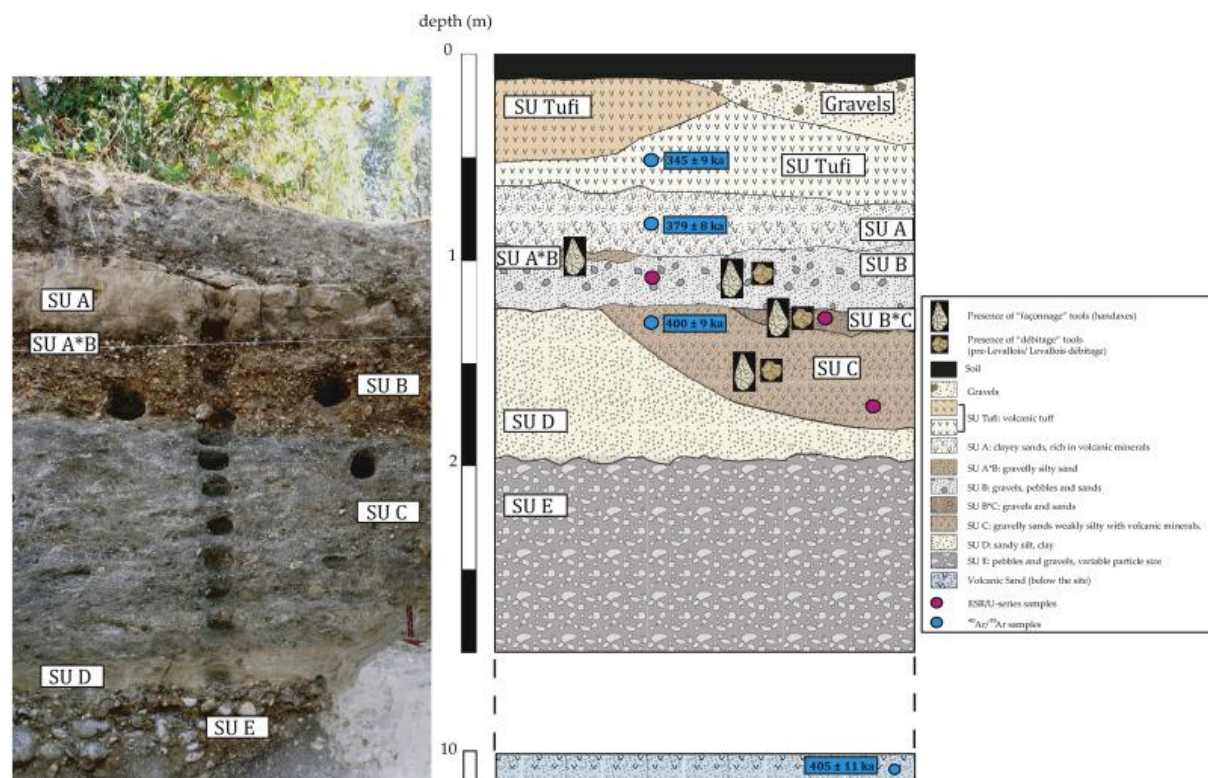 depth (m)
0
1
2
10
SU A
SU A*B
SU B
SU C
SU D
SU E
SU Tufi
Gravels
345 ± 9 ka
SU Tufi
379 ± 8 ka
SU A
SU A*B
SU B
400 ± 9 ka
SU B*C
SU C
SU D
SU E
405 ± 11 ka
Presence of "façonnage" tools (handaxes)
Presence of "débitage" tools
(pre-Levallois/ Levallois débitage)
Soil
Gravels
SU Tufi: volcanic tuff
SU A: clayey sands, rich in volcanic minerals
SU A*B: gravelly silty sand
SU B: gravels, pebbles and sands
SU B*C: gravels and sands
SU C: gravelly sands weakly silty with volcanic minerals.
SU D: sandy silt, clay
SU E: pebbles and gravels, variable particle size
Volcanic Sand (below the site)
ESR/U-series samples
⁴⁰Ar/³⁹Ar samples